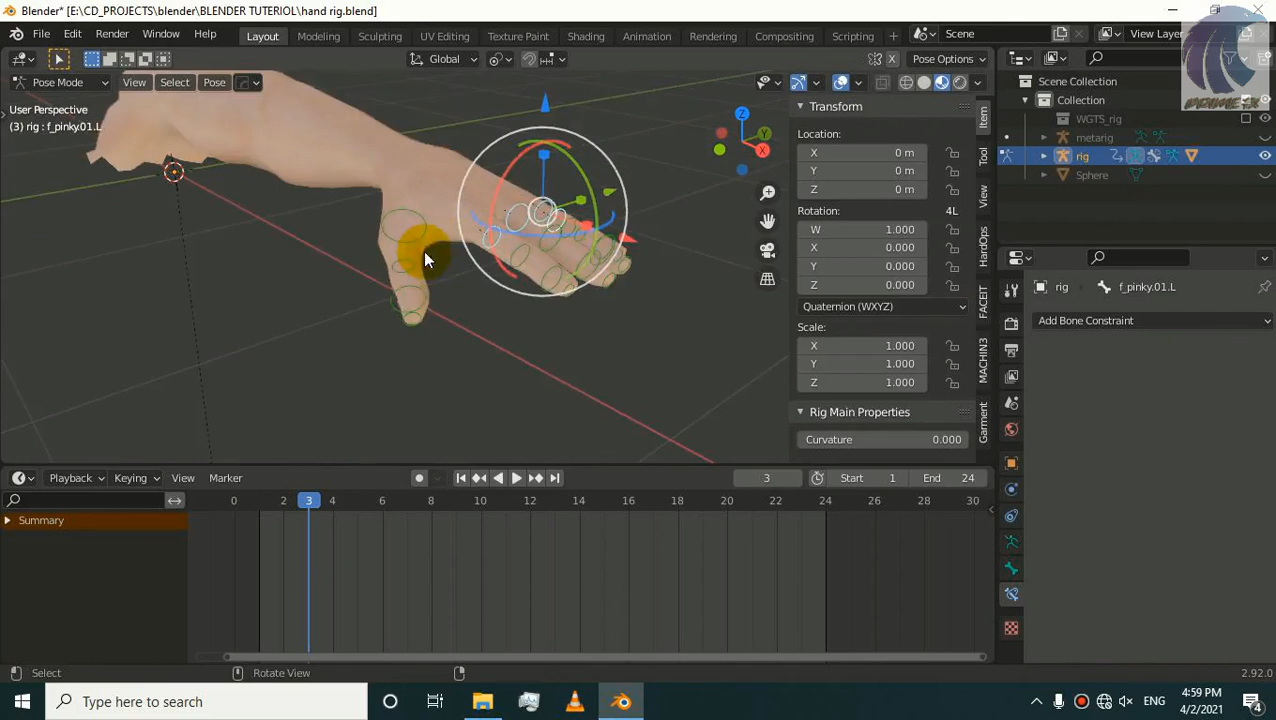 Blender* [E:\CD_PROJECTS\blender\BLENDER TUTERIOL\hand rig.blend]
File Edit Render Window Help Layout Modeling Sculpting UV Editing Texture Paint Shading Animation Rendering Compositing Scripting Scene View Layer
Global X Pose Options
Pose Mode View Select Pose
User Perspective
(3) rig : f_pinky.01.L
Z
Y
X
Transform
Location:
X 0 m
Y 0 m
Z 0 m
Rotation: 4L
W 1.000
X 0.000
Y 0.000
Z 0.000
Quaternion (WXYZ)
Scale:
X 1.000
Y 1.000
Z 1.000
Rig Main Properties
Curvature 0.000
Item
Tool
View
HardOps
FACEIT
MACHIN3
Garment
Scene Collection
Collection
WGTS_rig
metarig
rig
Sphere
rig f_pinky.01.L
Add Bone Constraint
Playback Keying View Marker 3 Start 1 End 24
0 2 3 4 6 8 10 12 14 16 18 20 22 24 26 28 30
Summary
Select Rotate View 2.92.0
Type here to search
ENG
4:59 PM
4/2/2021
4